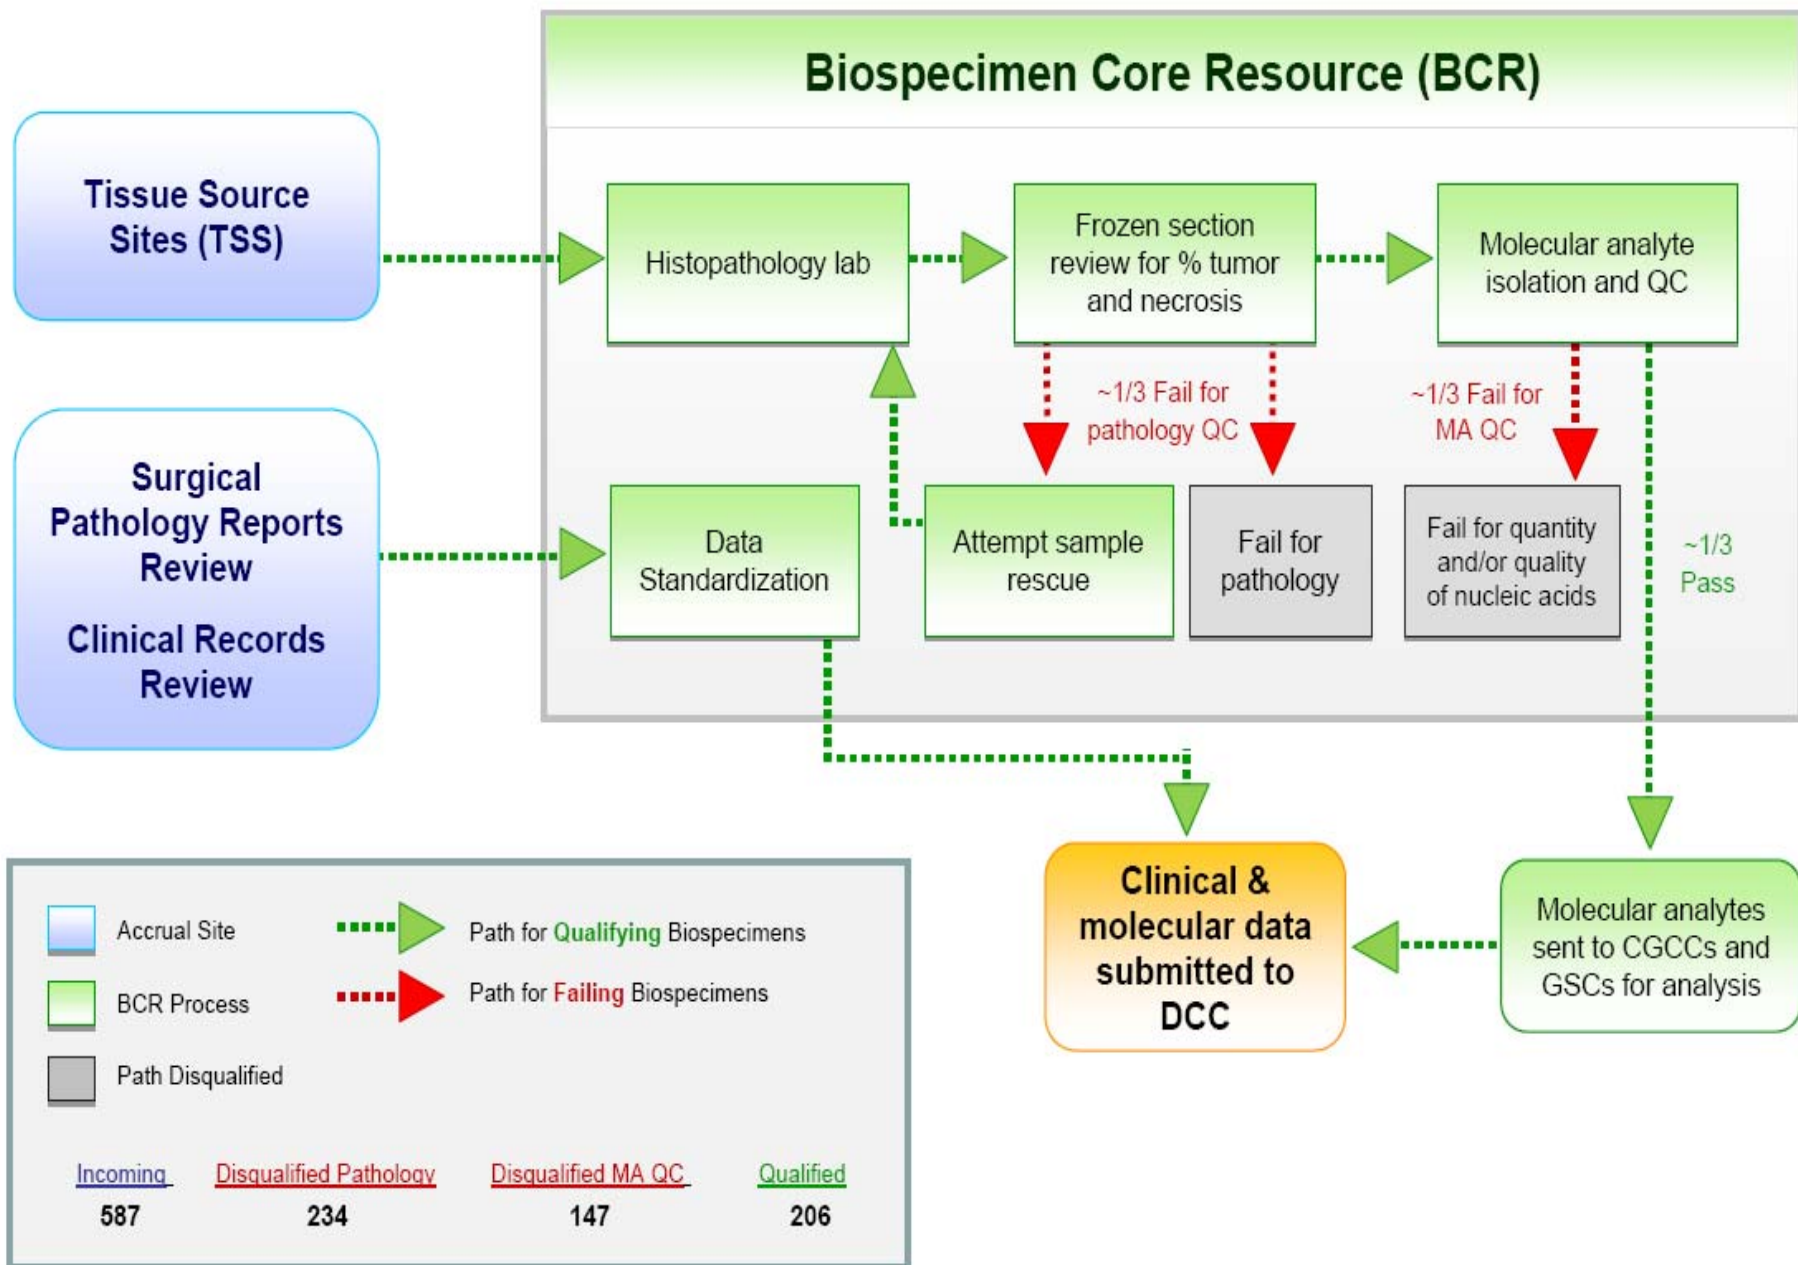 Biospecimen Core Resource (BCR)
Tissue Source
Sites (TSS)
Histopathology lab
Frozen section
review for % tumor
and necrosis
Molecular analyte
isolation and QC
~1/3 Fail for
pathology QC
~1/3 Fail for
MA QC
Surgical
Pathology Reports
Review
Clinical Records
Review
Data
Standardization
Attempt sample
rescue
Fail for
pathology
Fail for quantity
and/or quality
of nucleic acids
~1/3
Pass
Clinical &
molecular data
submitted to
DCC
Molecular analytes
sent to CGCCs and
GSCs for analysis
Accrual Site
Path for Qualifying Biospecimens
BCR Process
Path for Failing Biospecimens
Path Disqualified
Incoming Disqualified Pathology Disqualified MA QC Qualified
587 234 147 206